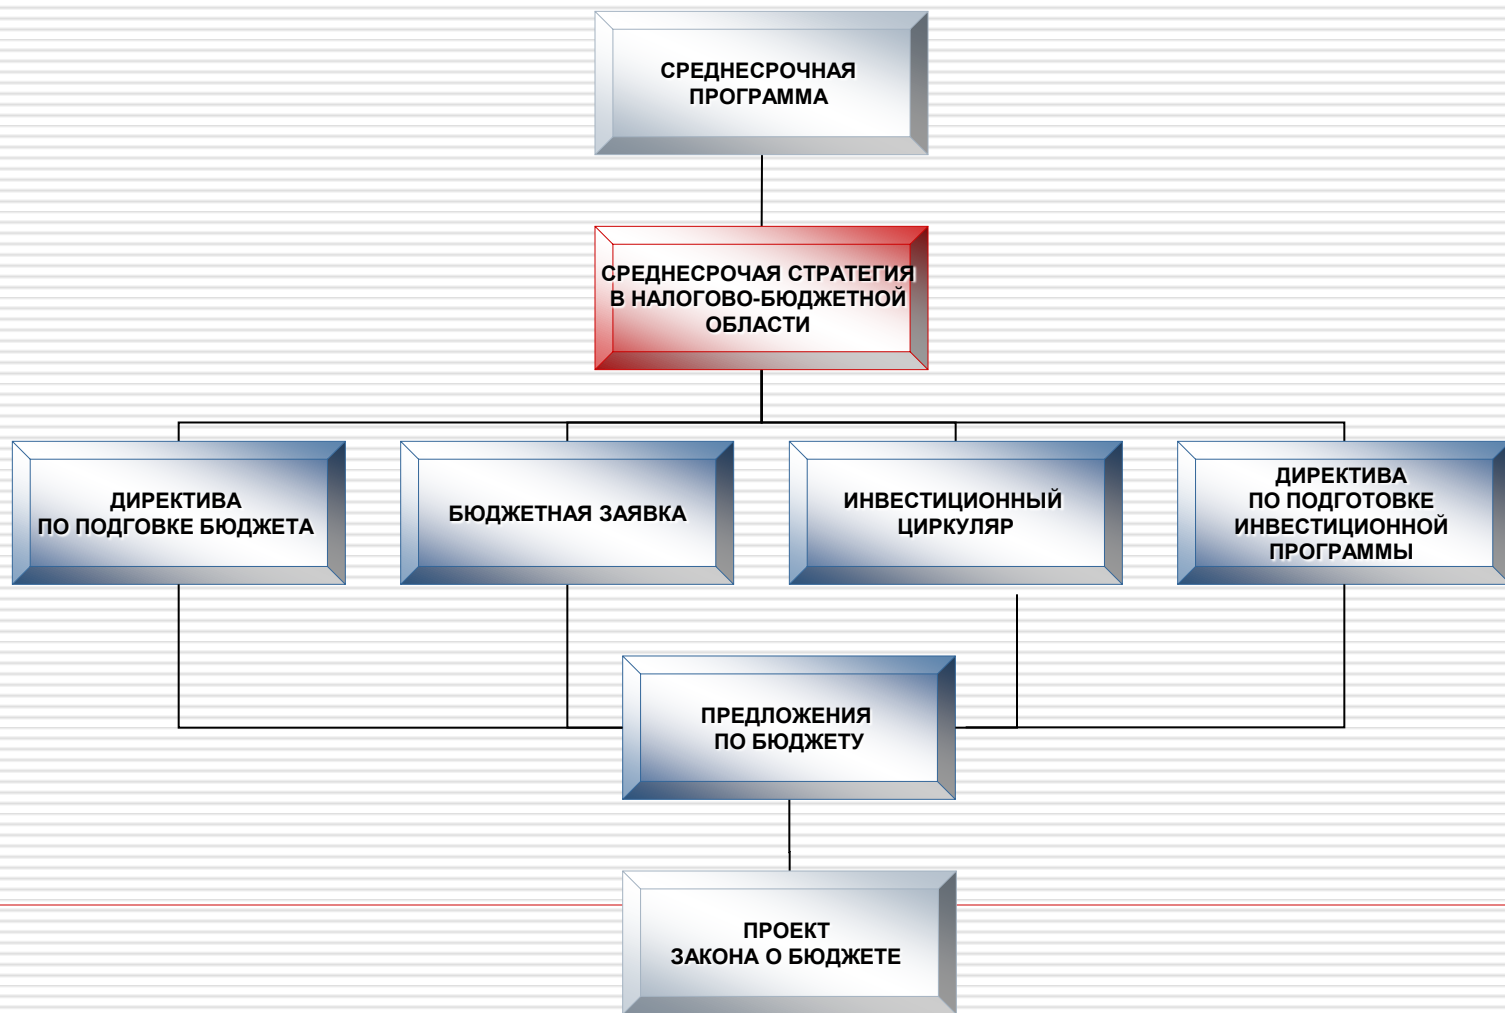 СРЕДНЕСРОЧНАЯ
ПРОГРАММА
СРЕДНЕСРОЧАЯ СТРАТЕГИЯ
В НАЛОГОВО-БЮДЖЕТНОЙ
ОБЛАСТИ
ДИРЕКТИВА
ПО ПОДГОВКЕ БЮДЖЕТА
БЮДЖЕТНАЯ ЗАЯВКА
ИНВЕСТИЦИОННЫЙ
ЦИРКУЛЯР
ДИРЕКТИВА
ПО ПОДГОТОВКЕ
ИНВЕСТИЦИОННОЙ
ПРОГРАММЫ
ПРЕДЛОЖЕНИЯ
ПО БЮДЖЕТУ
ПРОЕКТ
ЗАКОНА О БЮДЖЕТЕ